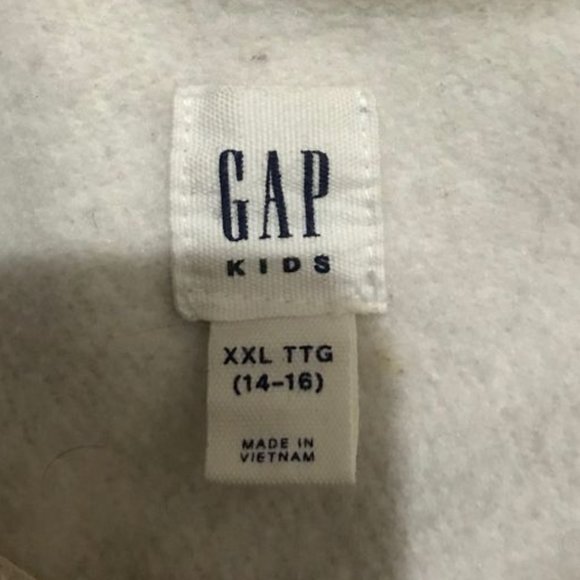 GAP
KIDS
XXL TTG
(14-16)
MADE IN
VIETNAM